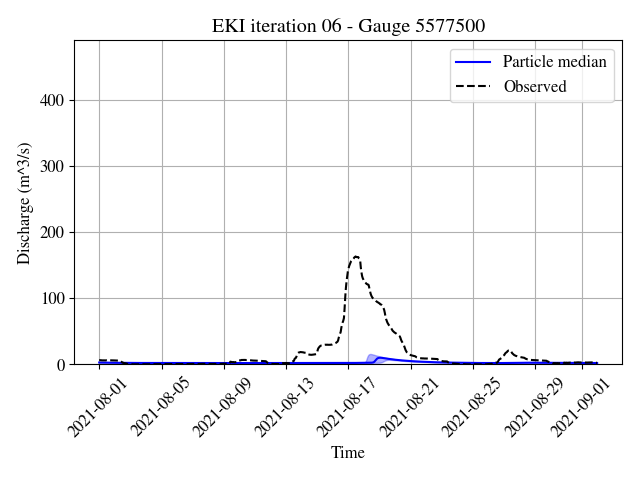 EKI iteration 06 - Gauge 5577500
Particle median
Observed
Discharge (m^3/s)
400
300
200
100
0
2021-08-01
2021-08-05
2021-08-09
2021-08-13
2021-08-17
2021-08-21
2021-08-25
2021-08-29
2021-09-01
Time